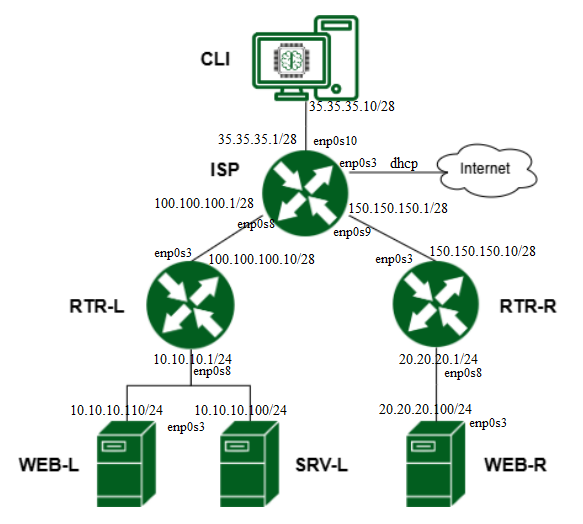 CLI
35.35.35.10/28
35.35.35.1/28
enp0s10
ISP
enp0s3
dhcp
Internet
100.100.100.1/28
150.150.150.1/28
enp0s8
enp0s9
enp0s3
100.100.100.10/28
enp0s3
150.150.150.10/28
RTR-L
RTR-R
10.10.10.1/24
enp0s8
20.20.20.1/24
enp0s8
10.10.10.110/24
10.10.10.100/24
20.20.20.100/24
enp0s3
enp0s3
WEB-L
SRV-L
WEB-R